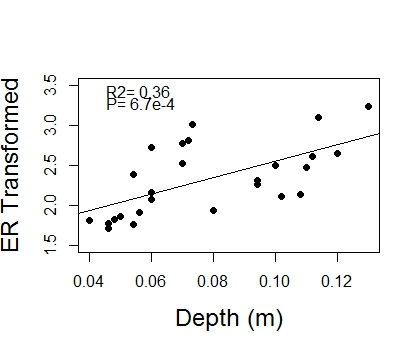 R2= 0.36
P= 6.7e-4
ER Transformed
3.5
3.0
2.5
2.0
1.5
0.04 0.06 0.08 0.10 0.12
Depth (m)